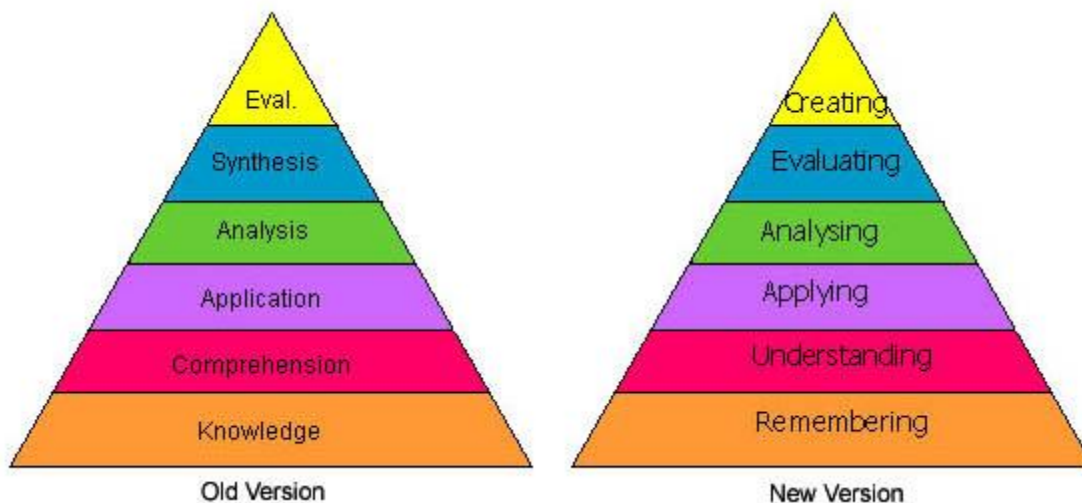 Eval.
Synthesis
Analysis
Application
Comprehension
Knowledge
Old Version
Creating
Evaluating
Analysing
Applying
Understanding
Remembering
New Version